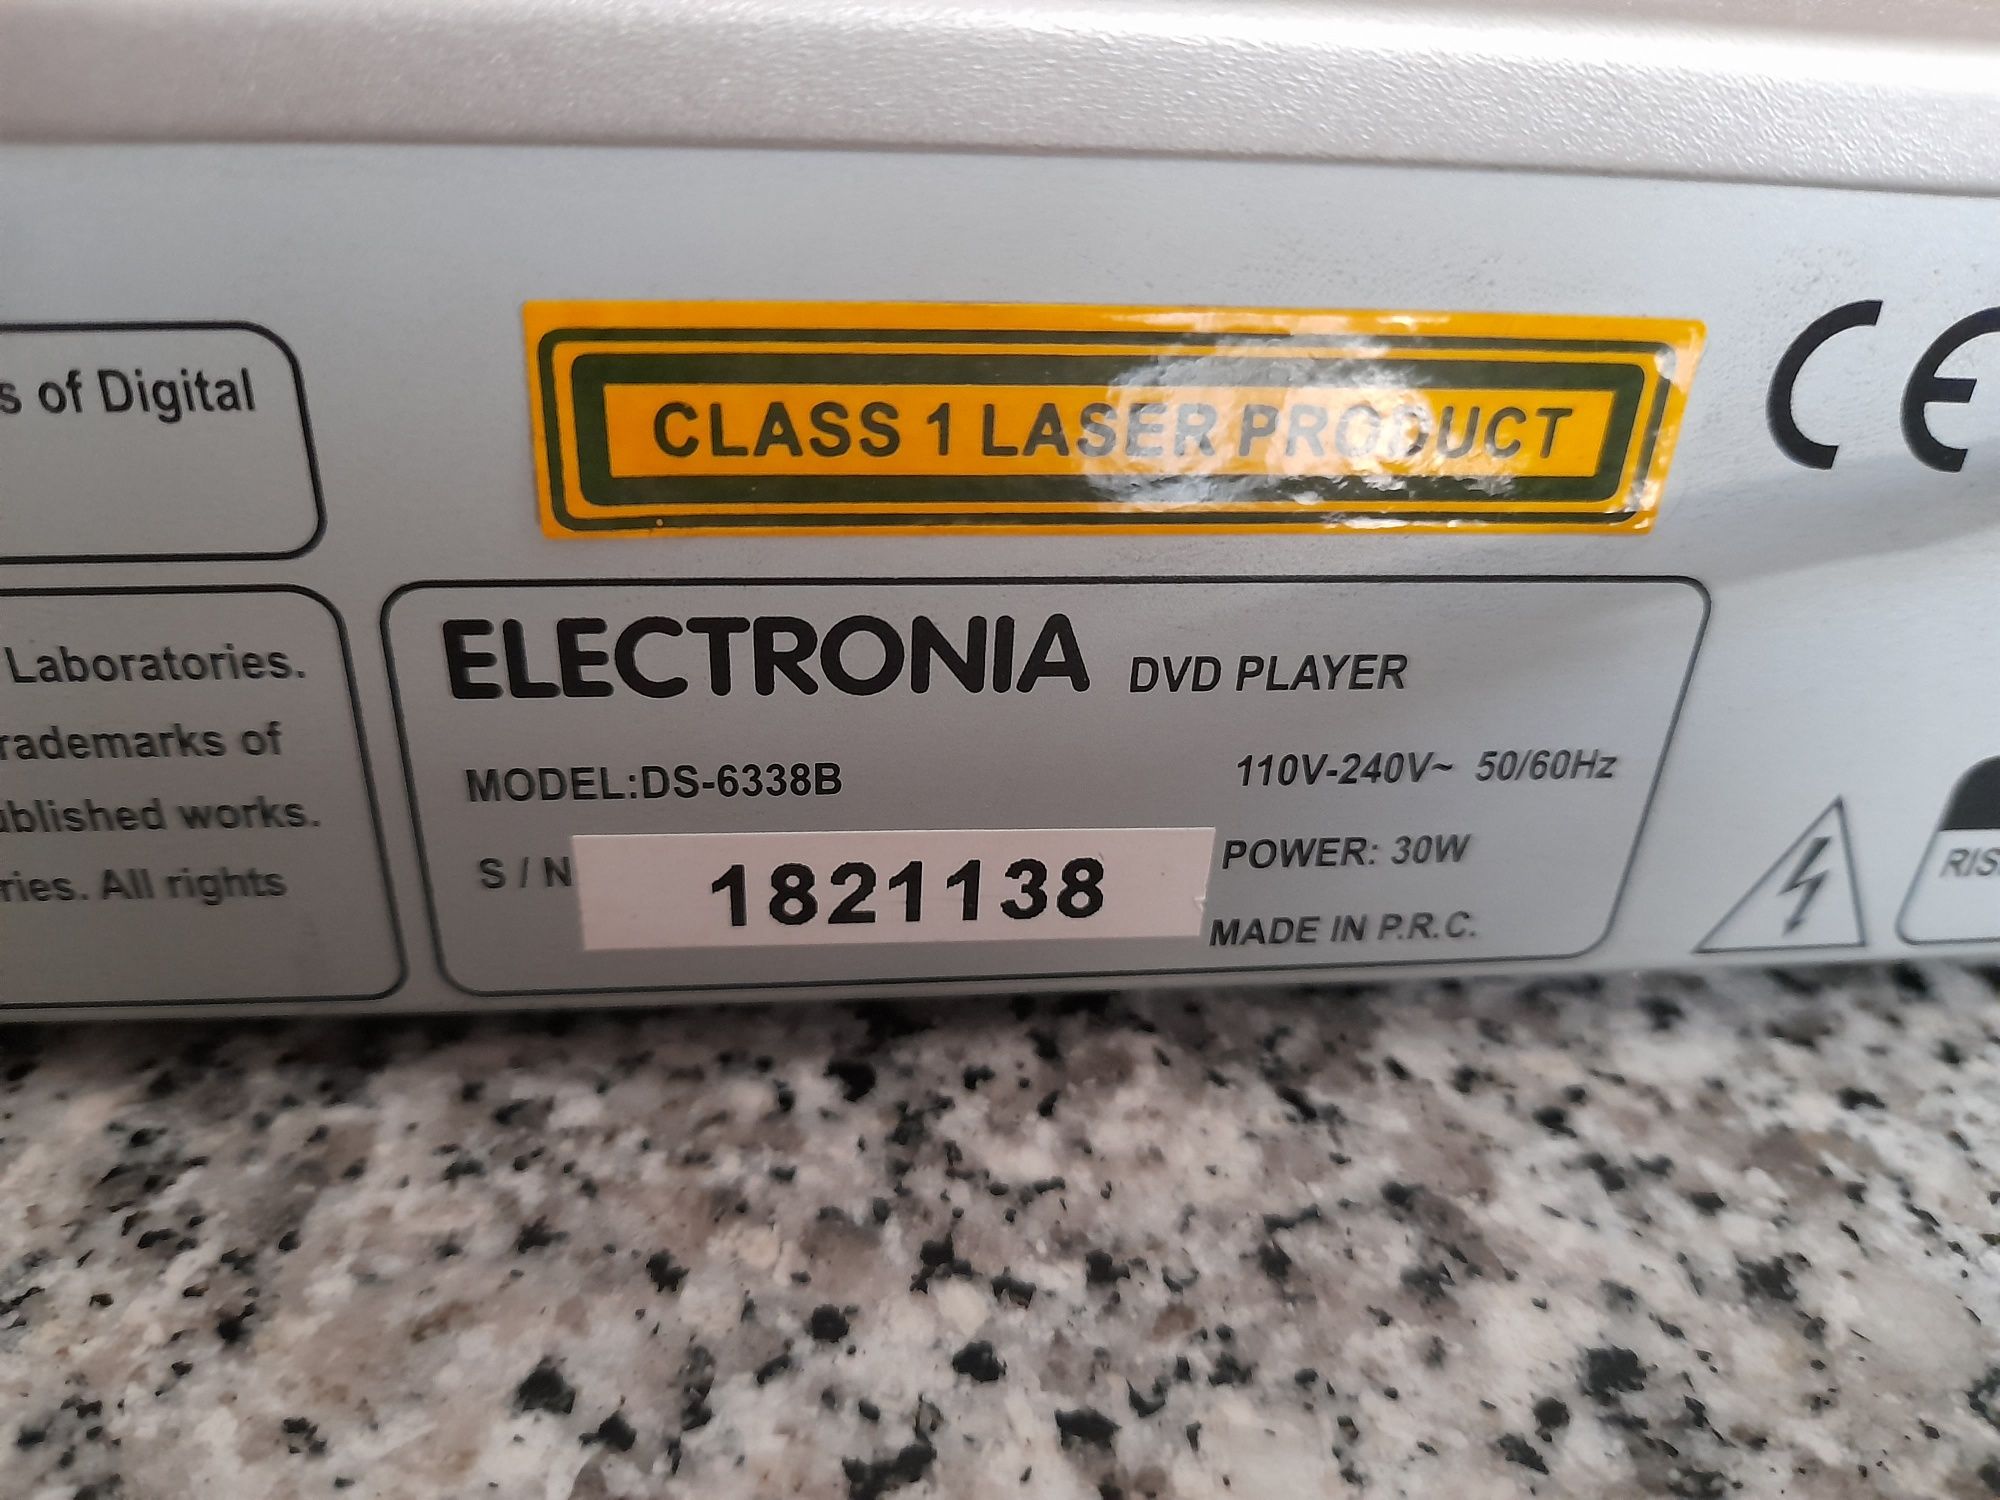 s of Digital
CLASS 1 LASER PRODUCT
CE
Laboratories.
rademarks of
ublished works.
ries. All rights
ELECTRONIA DVD PLAYER
MODEL:DS-6338B
110V-240V~ 50/60Hz
S / N 1821138
POWER: 30W
MADE IN P.R.C.
RIS